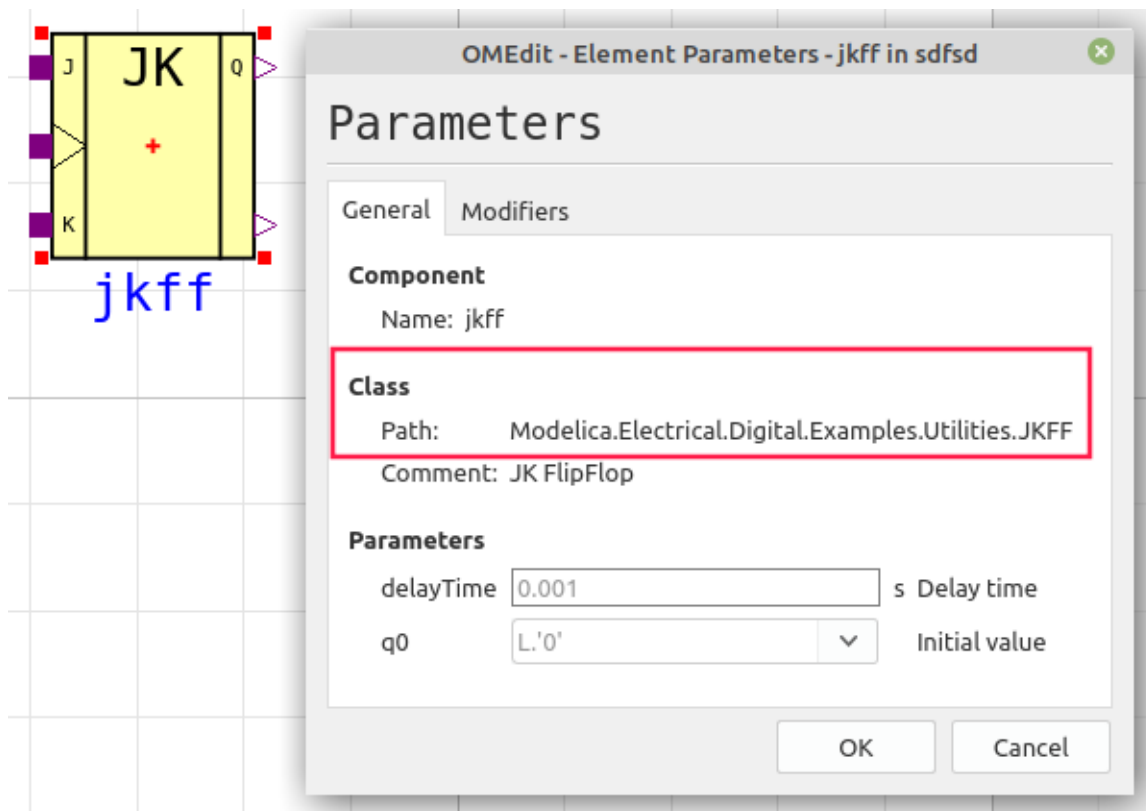 J JK Q
K
jkff
OMEdit - Element Parameters - jkff in sdfsd
Parameters
General Modifiers
Component
Name: jkff
Class
Path: Modelica.Electrical.Digital.Examples.Utilities.JKFF
Comment: JK FlipFlop
Parameters
delayTime 0.001 s Delay time
q0 L.'0' Initial value
OK Cancel